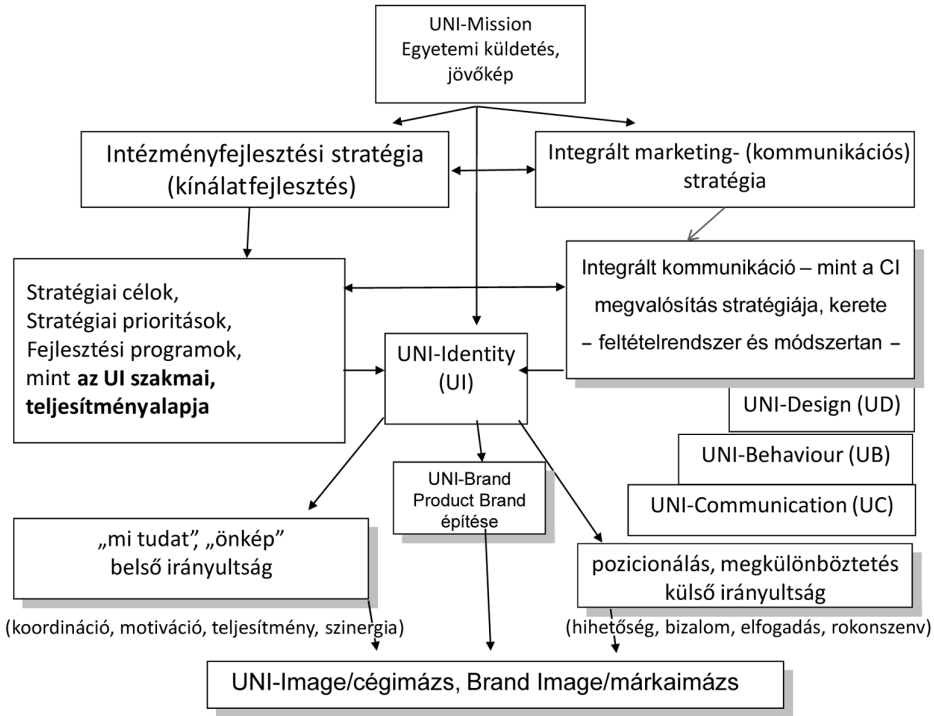 UNI-Mission
Egyetemi küldetés,
jövőkép
Intézményfejlesztési stratégia
(kínálatfejlesztés)
Integrált marketing- (kommunikációs)
stratégia
Stratégiai célok,
Stratégiai prioritások,
Fejlesztési programok,
mint az UI szakmai,
teljesítményalapja
Integrált kommunikáció – mint a CI
megvalósítás stratégiája, kerete
– feltételrendszer és módszertan –
UNI-Identity
(UI)
UNI-Design (UD)
UNI-Behaviour (UB)
UNI-Communication (UC)
UNI-Brand
Product Brand
építése
„mi tudat”, „önkép”
belső irányultság
pozicionálás, megkülönböztetés
külső irányultság
(koordináció, motiváció, teljesítmény, szinergia)
(hihetőség, bizalom, elfogadás, rokonszenv)
UNI-Image/cégimázs, Brand Image/márkaimázs